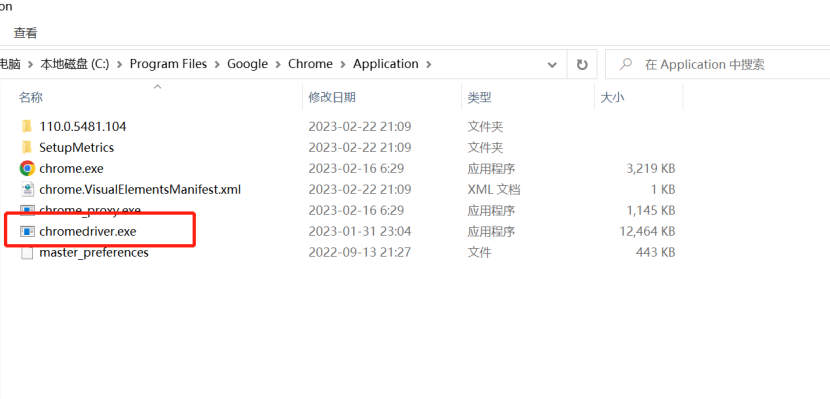 on
查看
电脑 > 本地磁盘 (C:) > Program Files > Google > Chrome > Application >
在 Application 中搜索
名称 修改日期 类型 大小
110.0.5481.104 2023-02-22 21:09 文件夹
SetupMetrics 2023-02-22 21:09 文件夹
chrome.exe 2023-02-16 6:29 应用程序 3,219 KB
chrome.VisualElementsManifest.xml 2023-02-22 21:09 XML 文档 1 KB
chrome_proxy.exe 2023-02-16 6:29 应用程序 1,145 KB
chromedriver.exe 2023-01-31 23:04 应用程序 12,464 KB
master_preferences 2022-09-13 21:27 文件 443 KB